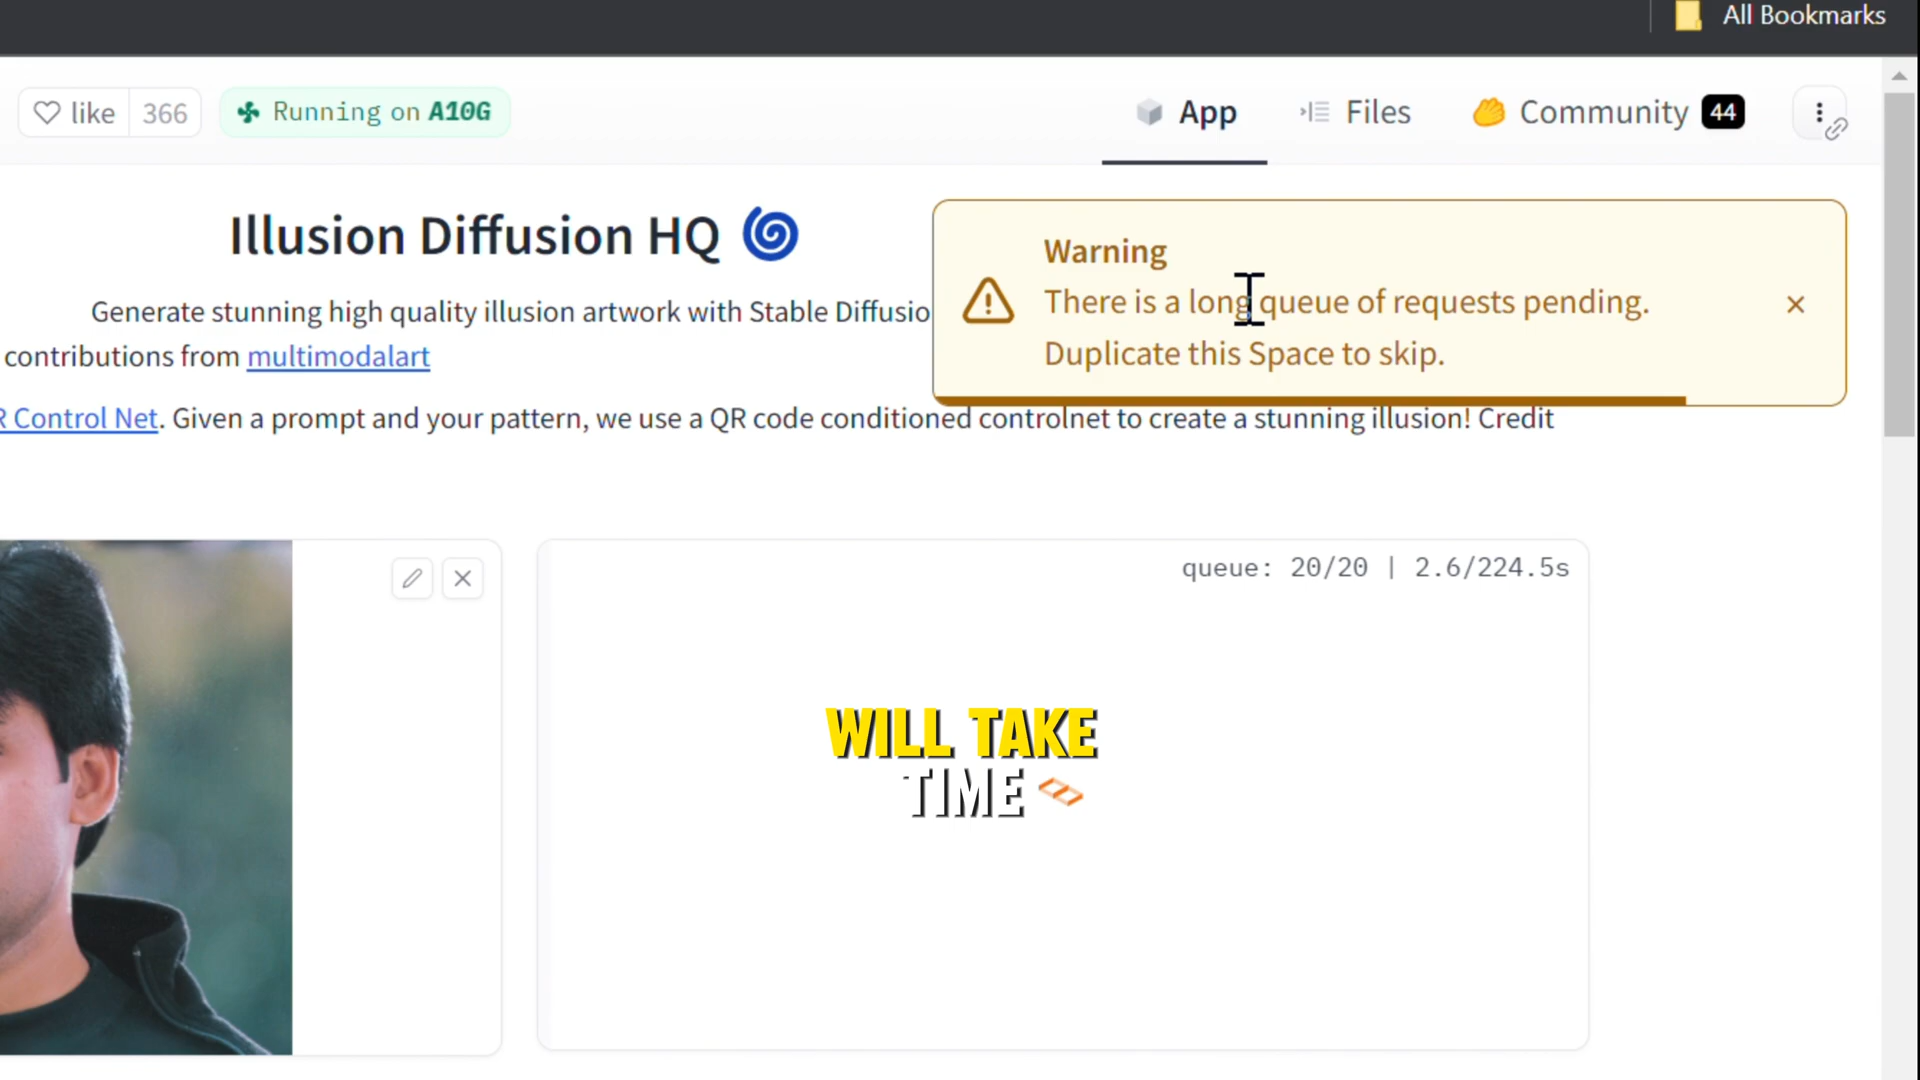 All Bookmarks
like 366 Running on A10G App Files Community 44
Illusion Diffusion HQ
Warning
There is a long queue of requests pending.
Duplicate this Space to skip.
Generate stunning high quality illusion artwork with Stable Diffusio
contributions from multimodalart
R Control Net. Given a prompt and your pattern, we use a QR code conditioned controlnet to create a stunning illusion! Credit
queue: 20/20 | 2.6/224.5s
WILL TAKE
TIME